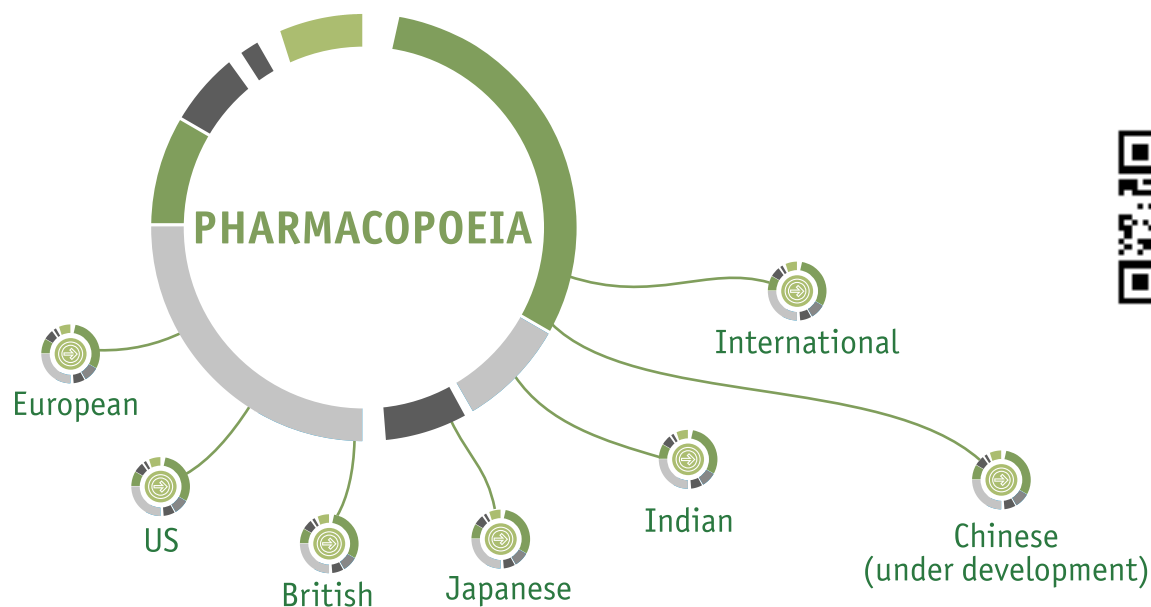 PHARMACOPOEIA
International
European
US
British
Japanese
Indian
Chinese
(under development)